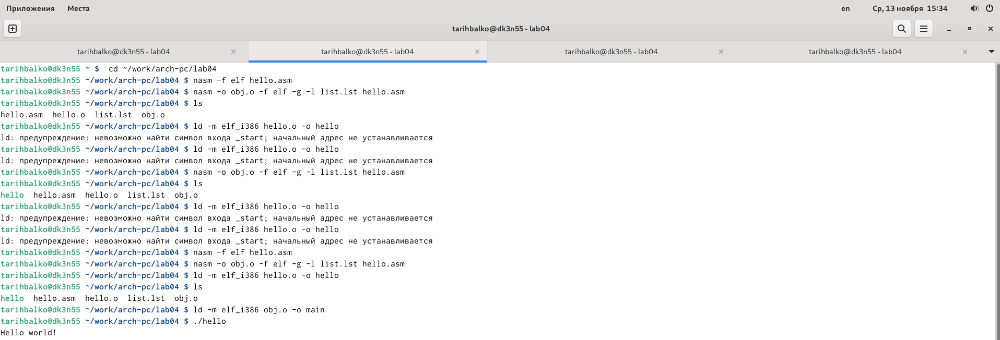 Приложения Места en Ср, 13 ноября 15:34
tarihbalko@dk3n55 - lab04
tarihbalko@dk3n55 - lab04 tarihbalko@dk3n55 - lab04 tarihbalko@dk3n55 - lab04 tarihbalko@dk3n55 - lab04
tarihbalko@dk3n55 ~ $  cd ~/work/arch-pc/lab04
tarihbalko@dk3n55 ~/work/arch-pc/lab04 $ nasm -f elf hello.asm
tarihbalko@dk3n55 ~/work/arch-pc/lab04 $ nasm -o obj.o -f elf -g -l list.lst hello.asm
tarihbalko@dk3n55 ~/work/arch-pc/lab04 $ ls
hello.asm  hello.o  list.lst  obj.o
tarihbalko@dk3n55 ~/work/arch-pc/lab04 $ ld -m elf_i386 hello.o -o hello
ld: предупреждение: невозможно найти символ входа _start; начальный адрес не устанавливается
tarihbalko@dk3n55 ~/work/arch-pc/lab04 $ ld -m elf_i386 hello.o -o hello
ld: предупреждение: невозможно найти символ входа _start; начальный адрес не устанавливается
tarihbalko@dk3n55 ~/work/arch-pc/lab04 $ nasm -o obj.o -f elf -g -l list.lst hello.asm
tarihbalko@dk3n55 ~/work/arch-pc/lab04 $ ls
hello  hello.asm  hello.o  list.lst  obj.o
tarihbalko@dk3n55 ~/work/arch-pc/lab04 $ ld -m elf_i386 hello.o -o hello
ld: предупреждение: невозможно найти символ входа _start; начальный адрес не устанавливается
tarihbalko@dk3n55 ~/work/arch-pc/lab04 $ ld -m elf_i386 hello.o -o hello
ld: предупреждение: невозможно найти символ входа _start; начальный адрес не устанавливается
tarihbalko@dk3n55 ~/work/arch-pc/lab04 $ nasm -f elf hello.asm
tarihbalko@dk3n55 ~/work/arch-pc/lab04 $ nasm -o obj.o -f elf -g -l list.lst hello.asm
tarihbalko@dk3n55 ~/work/arch-pc/lab04 $ ld -m elf_i386 hello.o -o hello
tarihbalko@dk3n55 ~/work/arch-pc/lab04 $ ls
hello  hello.asm  hello.o  list.lst  obj.o
tarihbalko@dk3n55 ~/work/arch-pc/lab04 $ ld -m elf_i386 obj.o -o main
tarihbalko@dk3n55 ~/work/arch-pc/lab04 $ ./hello
Hello world!